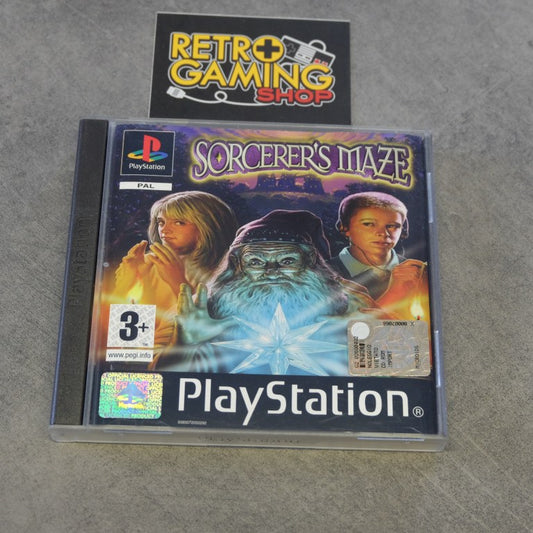 RETRO
GAMING
SHOP
PlayStation
PAL
SORCERER'S MAZE
3+
www.pegi.info
PlayStation®